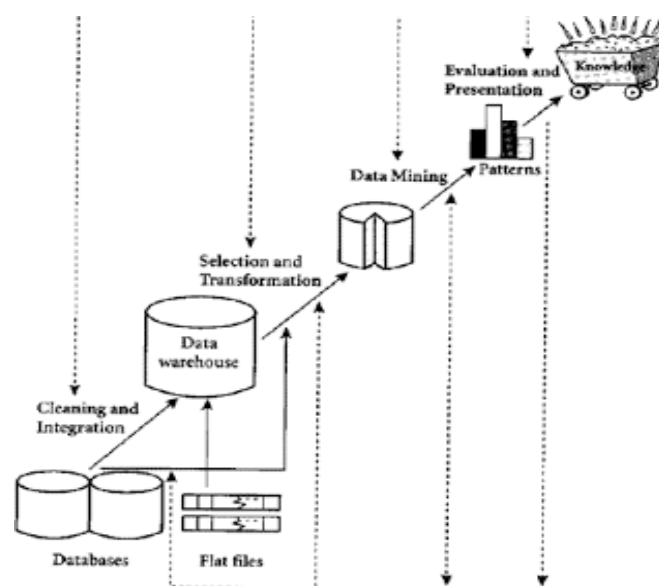 Evaluation and
Presentation
Knowledge
Patterns
Data Mining
Selection and
Transformation
Data
warehouse
Cleaning and
Integration
Databases
Flat files